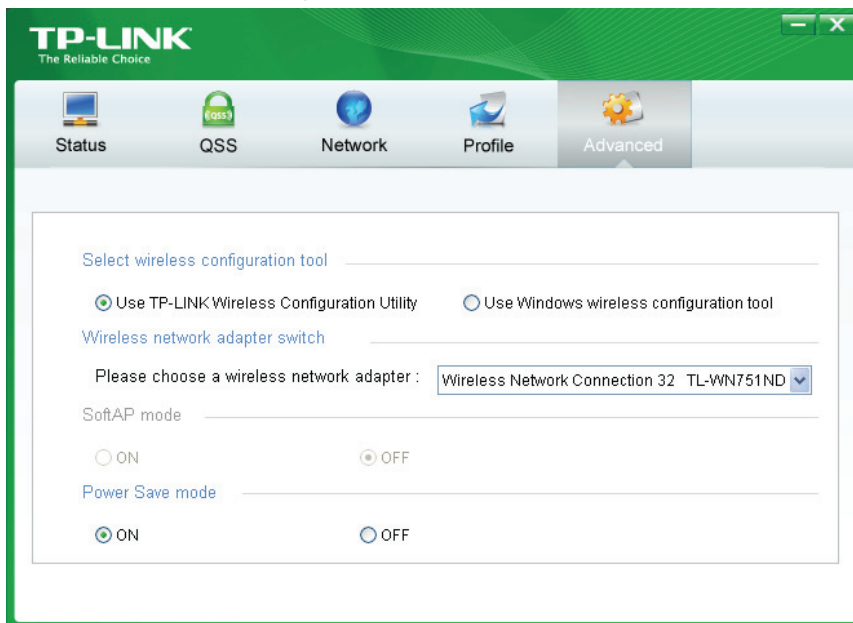 TP-LINK
The Reliable Choice
Status QSS Network Profile Advanced
Select wireless configuration tool
Use TP-LINK Wireless Configuration Utility Use Windows wireless configuration tool
Wireless network adapter switch
Please choose a wireless network adapter : Wireless Network Connection 32 TL-WN751ND
SoftAP mode
ON OFF
Power Save mode
ON OFF